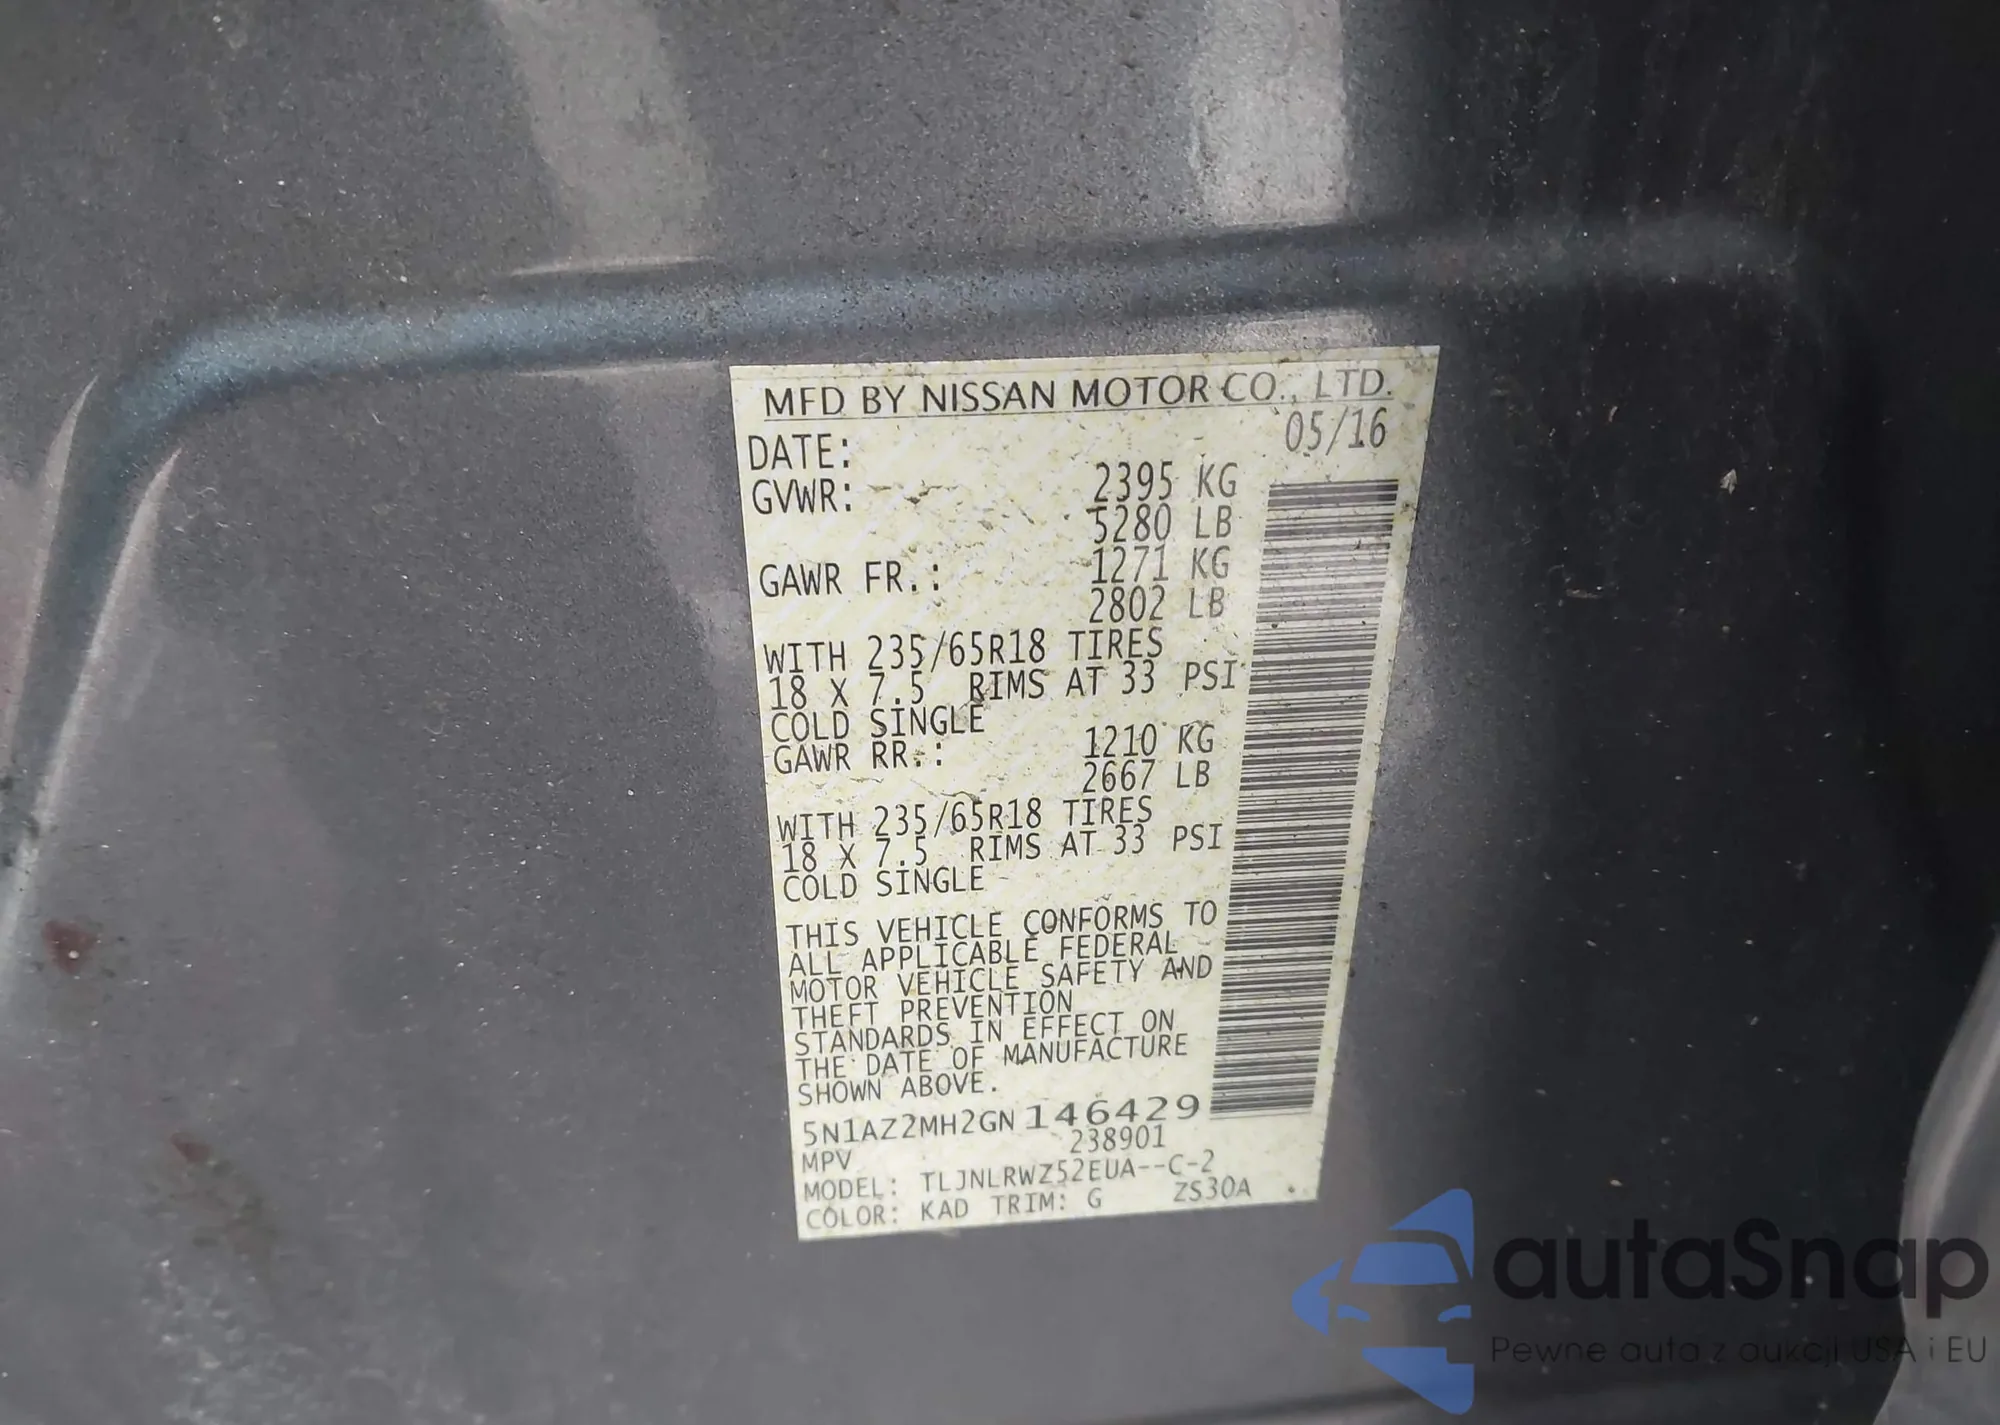 MFD BY NISSAN MOTOR CO., LTD.
DATE: 05/16
GVWR: 2395 KG
5280 LB
GAWR FR.: 1271 KG
2802 LB
WITH 235/65R18 TIRES
18 X 7.5 RIMS AT 33 PSI
COLD SINGLE
GAWR RR.: 1210 KG
2667 LB
WITH 235/65R18 TIRES
18 X 7.5 RIMS AT 33 PSI
COLD SINGLE
THIS VEHICLE CONFORMS TO
ALL APPLICABLE FEDERAL
MOTOR VEHICLE SAFETY AND
THEFT PREVENTION
STANDARDS IN EFFECT ON
THE DATE OF MANUFACTURE
SHOWN ABOVE.
5N1AZ2MH2GN146429
MPV 238901
MODEL: TLJNLRWZ52EUA--C-2
COLOR: KAD TRIM: G ZS30A
autaSnap
Pewne auta z aukcji USA i EU